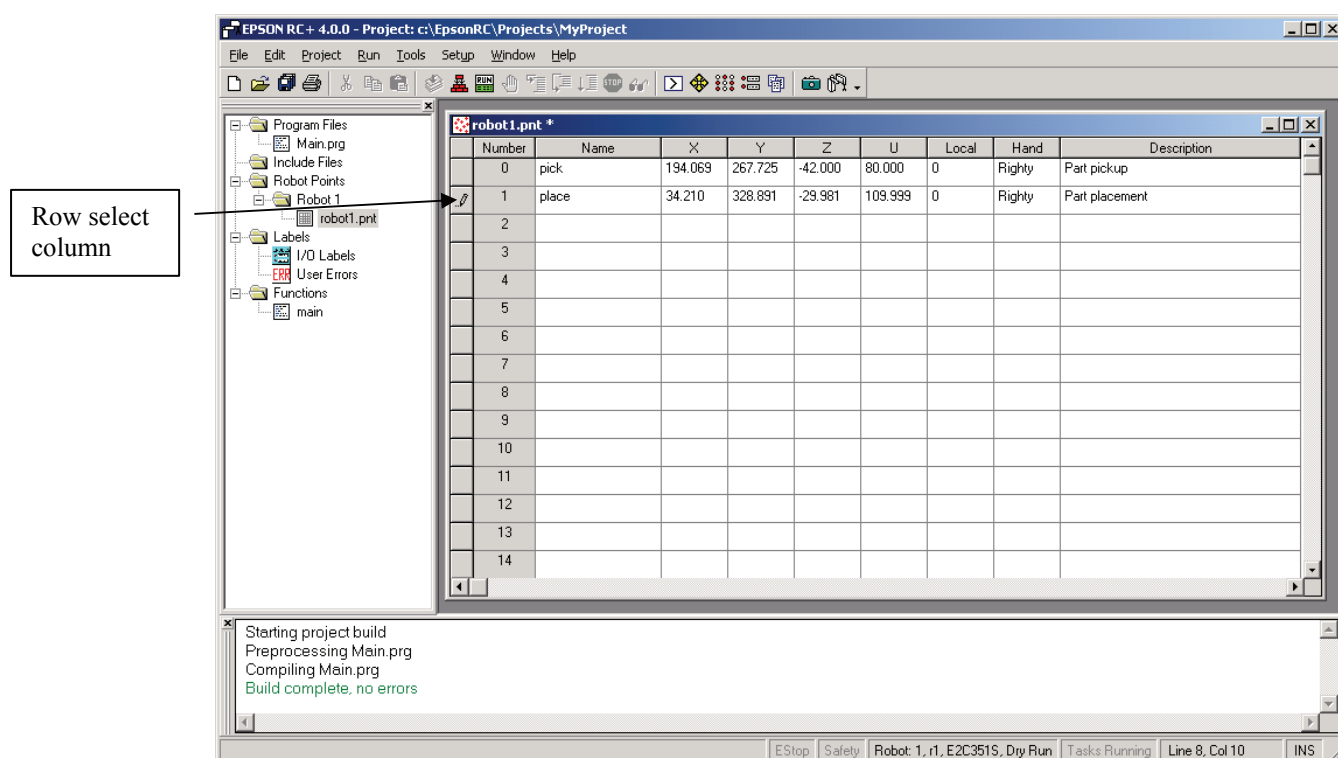 EPSON RC+ 4.0.0 - Project: c:\EpsonRC\Projects\MyProject
File Edit Project Run Tools Setup Window Help
RUN STOP
Program Files
Main.prg
Include Files
Robot Points
Robot 1
robot1.pnt
Labels
I/O Labels
ERR User Errors
Functions
main
Row select
column
robot1.pnt *
Number Name X Y Z U Local Hand Description
0 pick 194.069 267.725 -42.000 80.000 0 Righty Part pickup
1 place 34.210 328.891 -29.981 109.999 0 Righty Part placement
2
3
4
5
6
7
8
9
10
11
12
13
14
Starting project build
Preprocessing Main.prg
Compiling Main.prg
Build complete, no errors
EStop Safety Robot: 1, r1, E2C351S, Dry Run Tasks Running Line 8, Col 10 INS